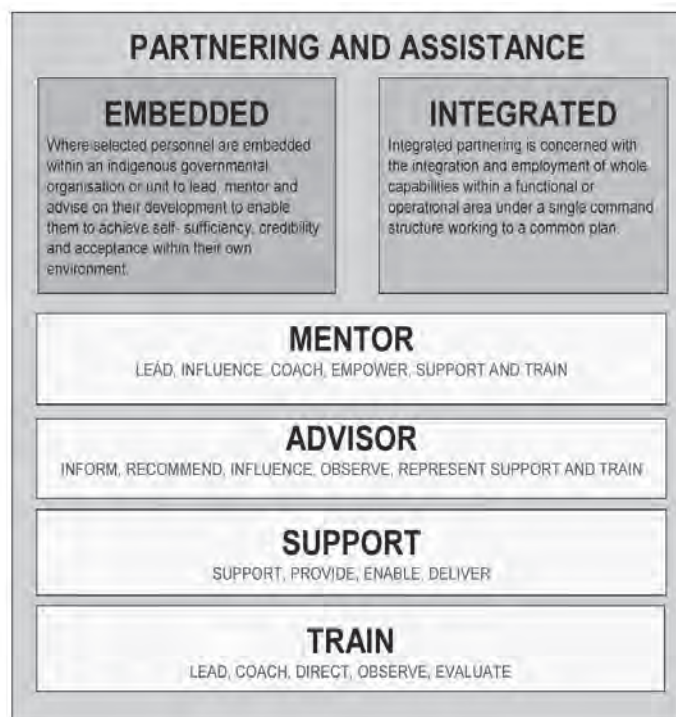 PARTNERING AND ASSISTANCE
EMBEDDED
Where selected personnel are embedded
within an indigenous governmental
organisation or unit to lead, mentor and
advise on their development to enable
them to achieve self- sufficiency, credibility
and acceptance within their own
environment.
INTEGRATED
Integrated partnering is concerned with
the integration and employment of whole
capabilities within a functional or
operational area under a single command
structure working to a common plan.
MENTOR
LEAD, INFLUENCE, COACH, EMPOWER, SUPPORT AND TRAIN
ADVISOR
INFORM, RECOMMEND, INFLUENCE, OBSERVE, REPRESENT SUPPORT AND TRAIN
SUPPORT
SUPPORT, PROVIDE, ENABLE, DELIVER
TRAIN
LEAD, COACH, DIRECT, OBSERVE, EVALUATE